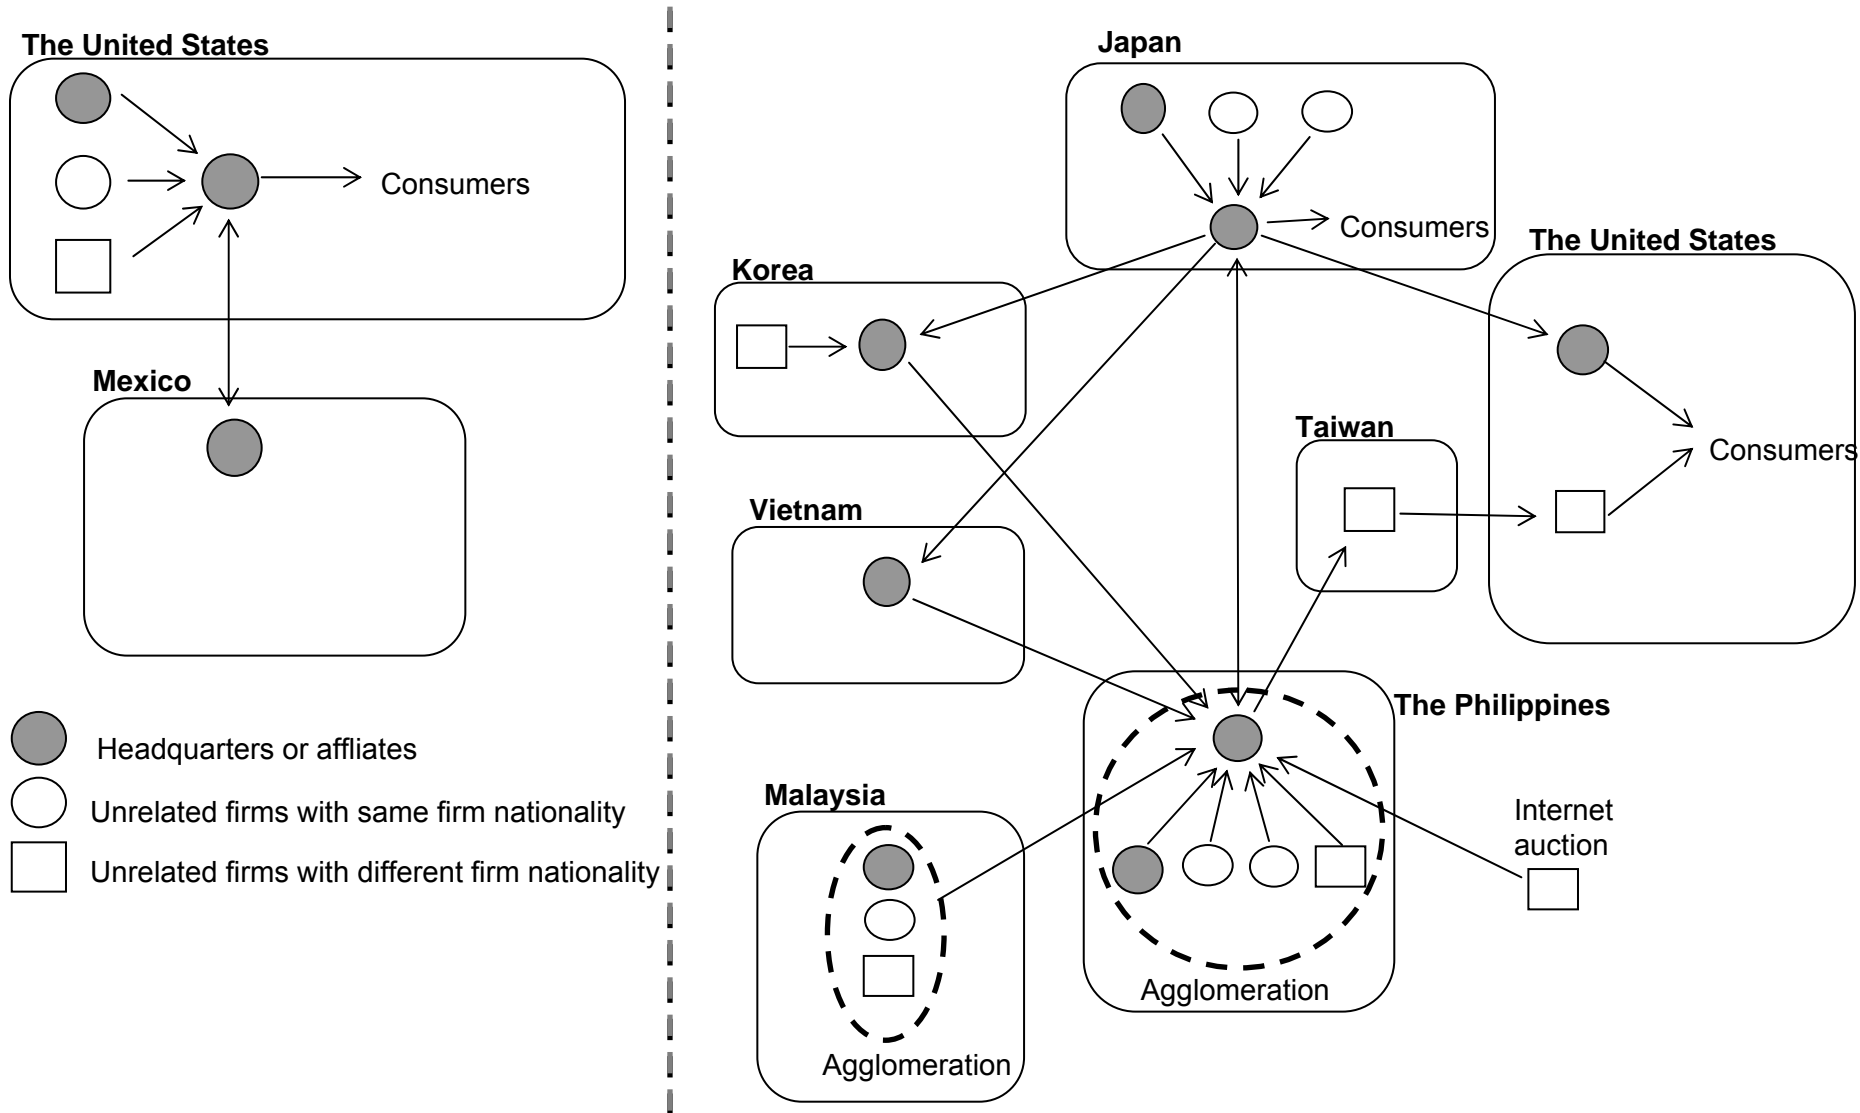 The United States
Consumers
Mexico
Headquarters or affliates
Unrelated firms with same firm nationality
Unrelated firms with different firm nationality
Japan
Consumers
The United States
Korea
Taiwan
Consumers
Vietnam
The Philippines
Malaysia
Internet
auction
Agglomeration
Agglomeration